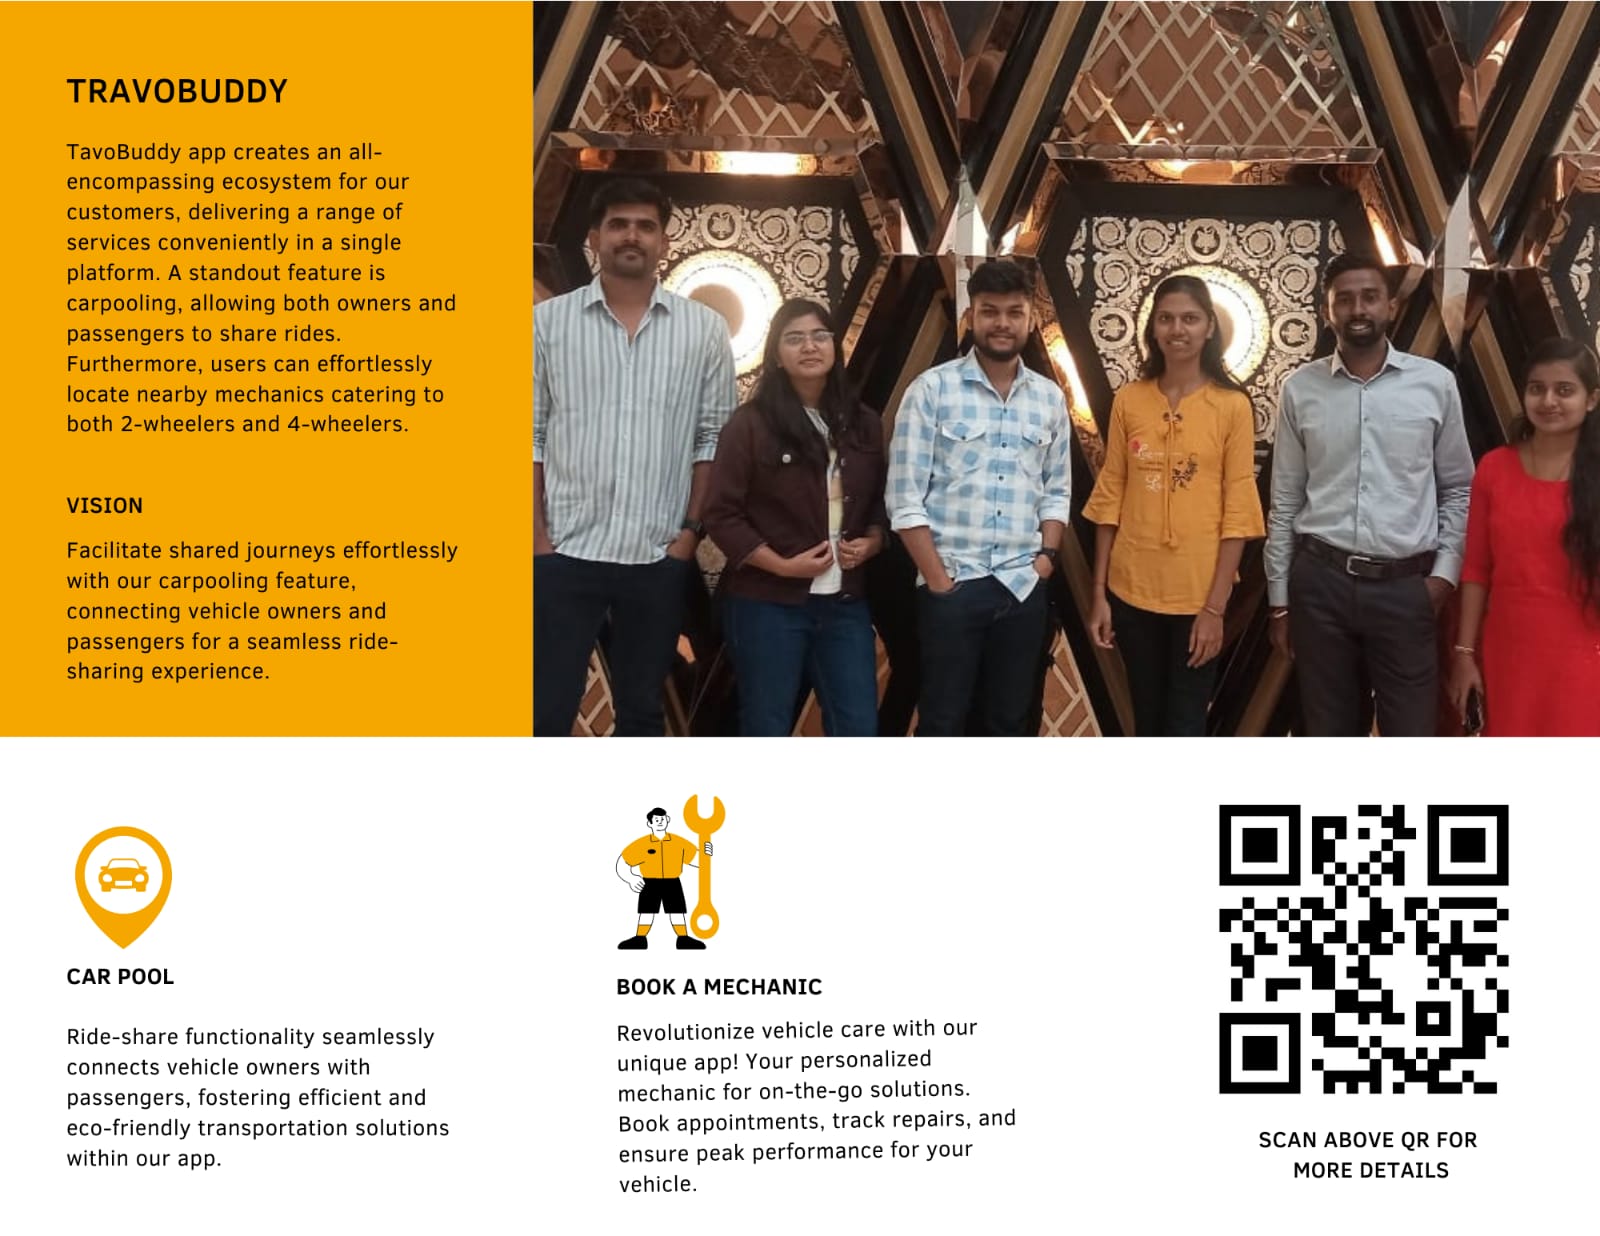 TRAVOBUDDY
TavoBuddy app creates an all-
encompassing ecosystem for our
customers, delivering a range of
services conveniently in a single
platform. A standout feature is
carpooling, allowing both owners and
passengers to share rides.
Furthermore, users can effortlessly
locate nearby mechanics catering to
both 2-wheelers and 4-wheelers.
VISION
Facilitate shared journeys effortlessly
with our carpooling feature,
connecting vehicle owners and
passengers for a seamless ride-
sharing experience.
CAR POOL
Ride-share functionality seamlessly
connects vehicle owners with
passengers, fostering efficient and
eco-friendly transportation solutions
within our app.
BOOK A MECHANIC
Revolutionize vehicle care with our
unique app! Your personalized
mechanic for on-the-go solutions.
Book appointments, track repairs, and
ensure peak performance for your
vehicle.
SCAN ABOVE QR FOR
MORE DETAILS